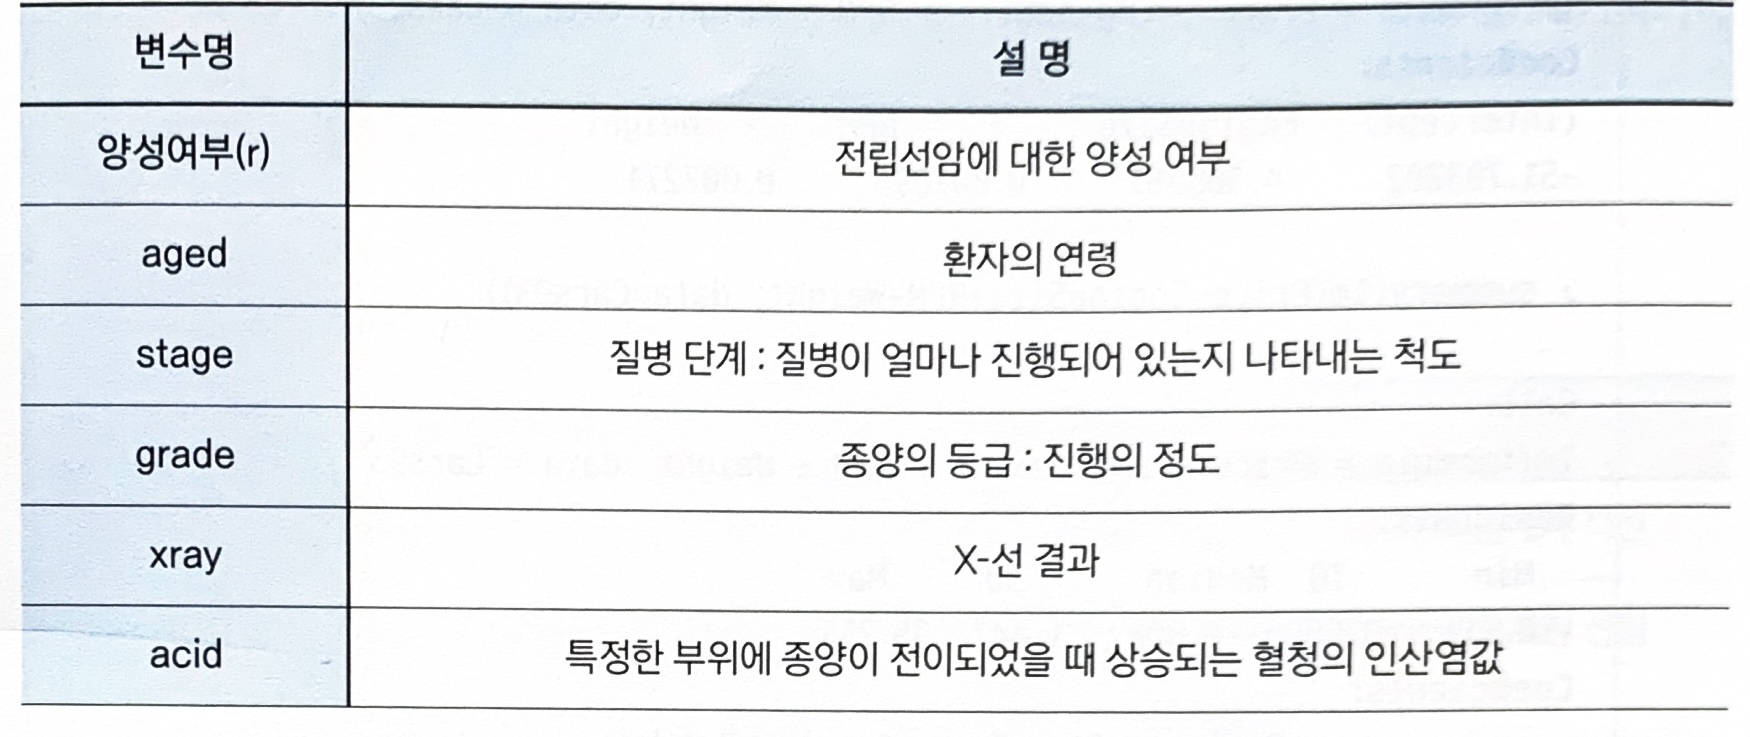 변수명 설 명
양성여부(r) 전립선암에 대한 양성 여부
aged 환자의 연령
stage 질병 단계 : 질병이 얼마나 진행되어 있는지 나타내는 척도
grade 종양의 등급 : 진행의 정도
xray X-선 결과
acid 특정한 부위에 종양이 전이되었을 때 상승되는 혈청의 인산염값